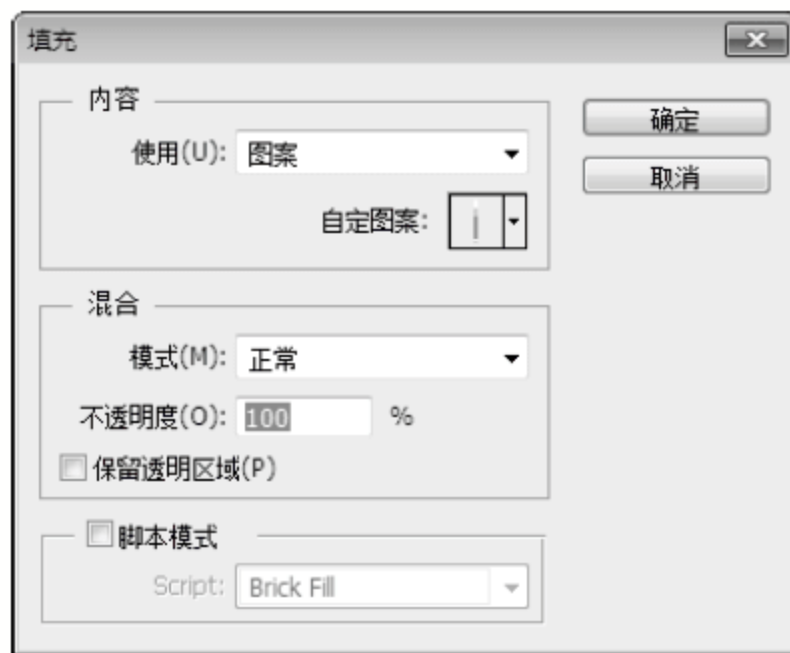 填充
内容
确定
使用(U): 图案
取消
自定图案:
混合
模式(M): 正常
不透明度(O): 100 %
保留透明区域(P)
脚本模式
Script: Brick Fill